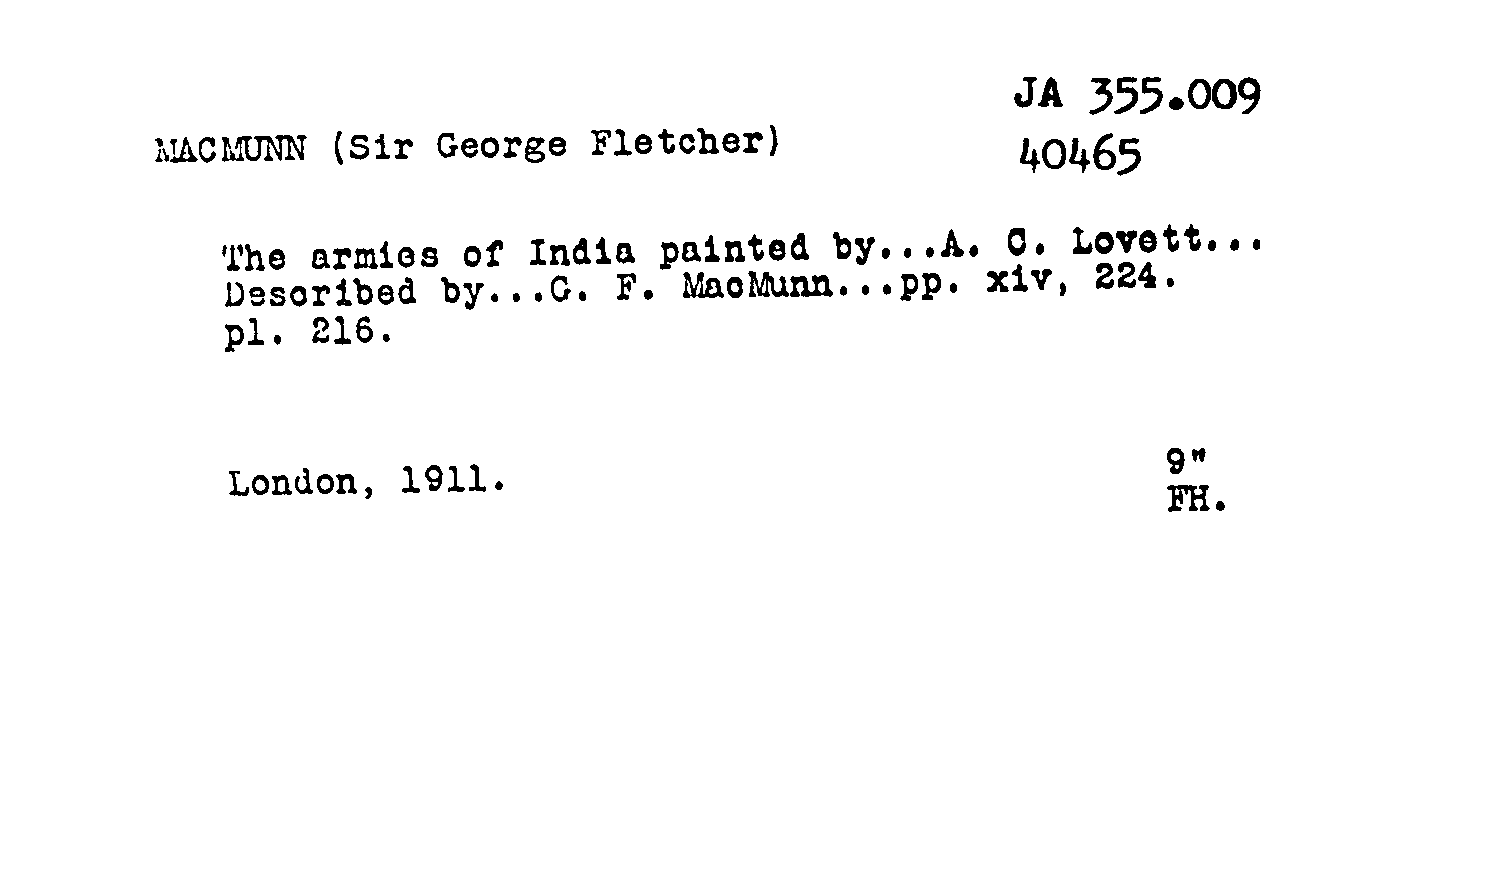 JA 355.009
MACMUNN (Sir George Fletcher)
40465
The armies of India painted by...A. C. Lovett...
Described by...G. F. MacMunn...pp. xiv, 224.
pl. 216.
9"
London, 1911.
FH.